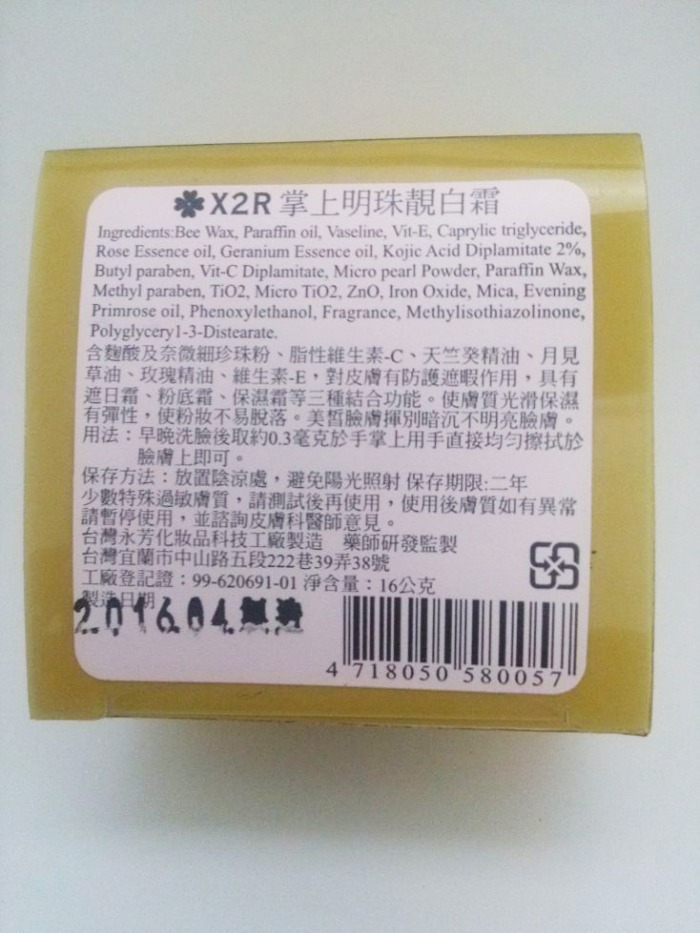 X2R 掌上明珠靚白霜
Ingredients:Bee Wax, Paraffin oil, Vaseline, Vit-E, Caprylic triglyceride,
Rose Essence oil, Geranium Essence oil, Kojic Acid Diplamitate 2%,
Butyl paraben, Vit-C Diplamitate, Micro pearl Powder, Paraffin Wax,
Methyl paraben, TiO2, Micro TiO2, ZnO, Iron Oxide, Mica, Evening
Primrose oil, Phenoxylethanol, Fragrance, Methylisothiazolinone,
Polyglycery1-3-Distearate.
含麴酸及奈微細珍珠粉、脂性維生素-C、天竺癸精油、月見
草油、玫瑰精油、維生素-E，對皮膚有防護遮暇作用，具有
遮日霜、粉底霜、保濕霜等三種結合功能。使膚質光滑保濕
有彈性，使粉妝不易脫落。美皙臉膚揮別暗沉不明亮臉膚。
用法：早晚洗臉後取約0.3毫克於手掌上用手直接均勻擦拭於
臉膚上即可。
保存方法：放置陰涼處，避免陽光照射 保存期限:二年
少數特殊過敏膚質，請測試後再使用，使用後膚質如有異常
請暫停使用，並諮詢皮膚科醫師意見。
台灣永芳化妝品科技工廠製造 藥師研發監製
台灣宜蘭市中山路五段222巷39弄38號
工廠登記證：99-620691-01 淨含量：16公克
製造日期
2016.04
4 718050 580057